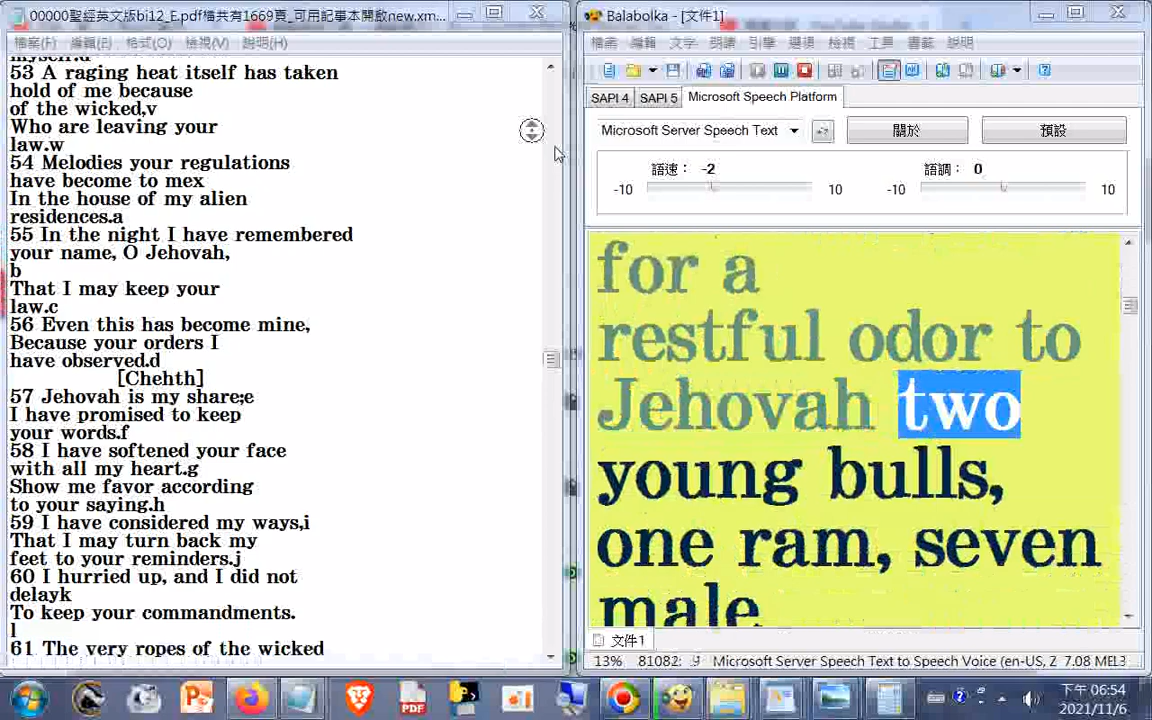 00000聖經英文版bi12_E.pdf檔共有1669頁_可用記事本開啟new.xm...
檔案(F) 編輯(E) 格式(O) 檢視(V) 說明(H)
myself.d
53 A raging heat itself has taken
hold of me because
of the wicked,v
Who are leaving your
law.w
54 Melodies your regulations
have become to mex
In the house of my alien
residences.a
55 In the night I have remembered
your name, O Jehovah,
b
That I may keep your
law.c
56 Even this has become mine,
Because your orders I
have observed.d
[Chehth]
57 Jehovah is my share;e
I have promised to keep
your words.f
58 I have softened your face
with all my heart.g
Show me favor according
to your saying.h
59 I have considered my ways,i
That I may turn back my
feet to your reminders.j
60 I hurried up, and I did not
delayk
To keep your commandments.
l
61 The very ropes of the wicked
Balabolka - [文件1]
檔案 編輯 文字 朗讀 引擎 選項 檢視 工具 書籤 說明
SAPI 4 SAPI 5 Microsoft Speech Platform
Microsoft Server Speech Text
關於
預設
語速： -2
語調： 0
-10 10 -10 10
for a
restful odor to
Jehovah two
young bulls,
one ram, seven
male
文件1
13% 81082: .9 Microsoft Server Speech Text to Speech Voice (en-US, Z 7.08 MEL3
PDF
下午 06:54
2021/11/6